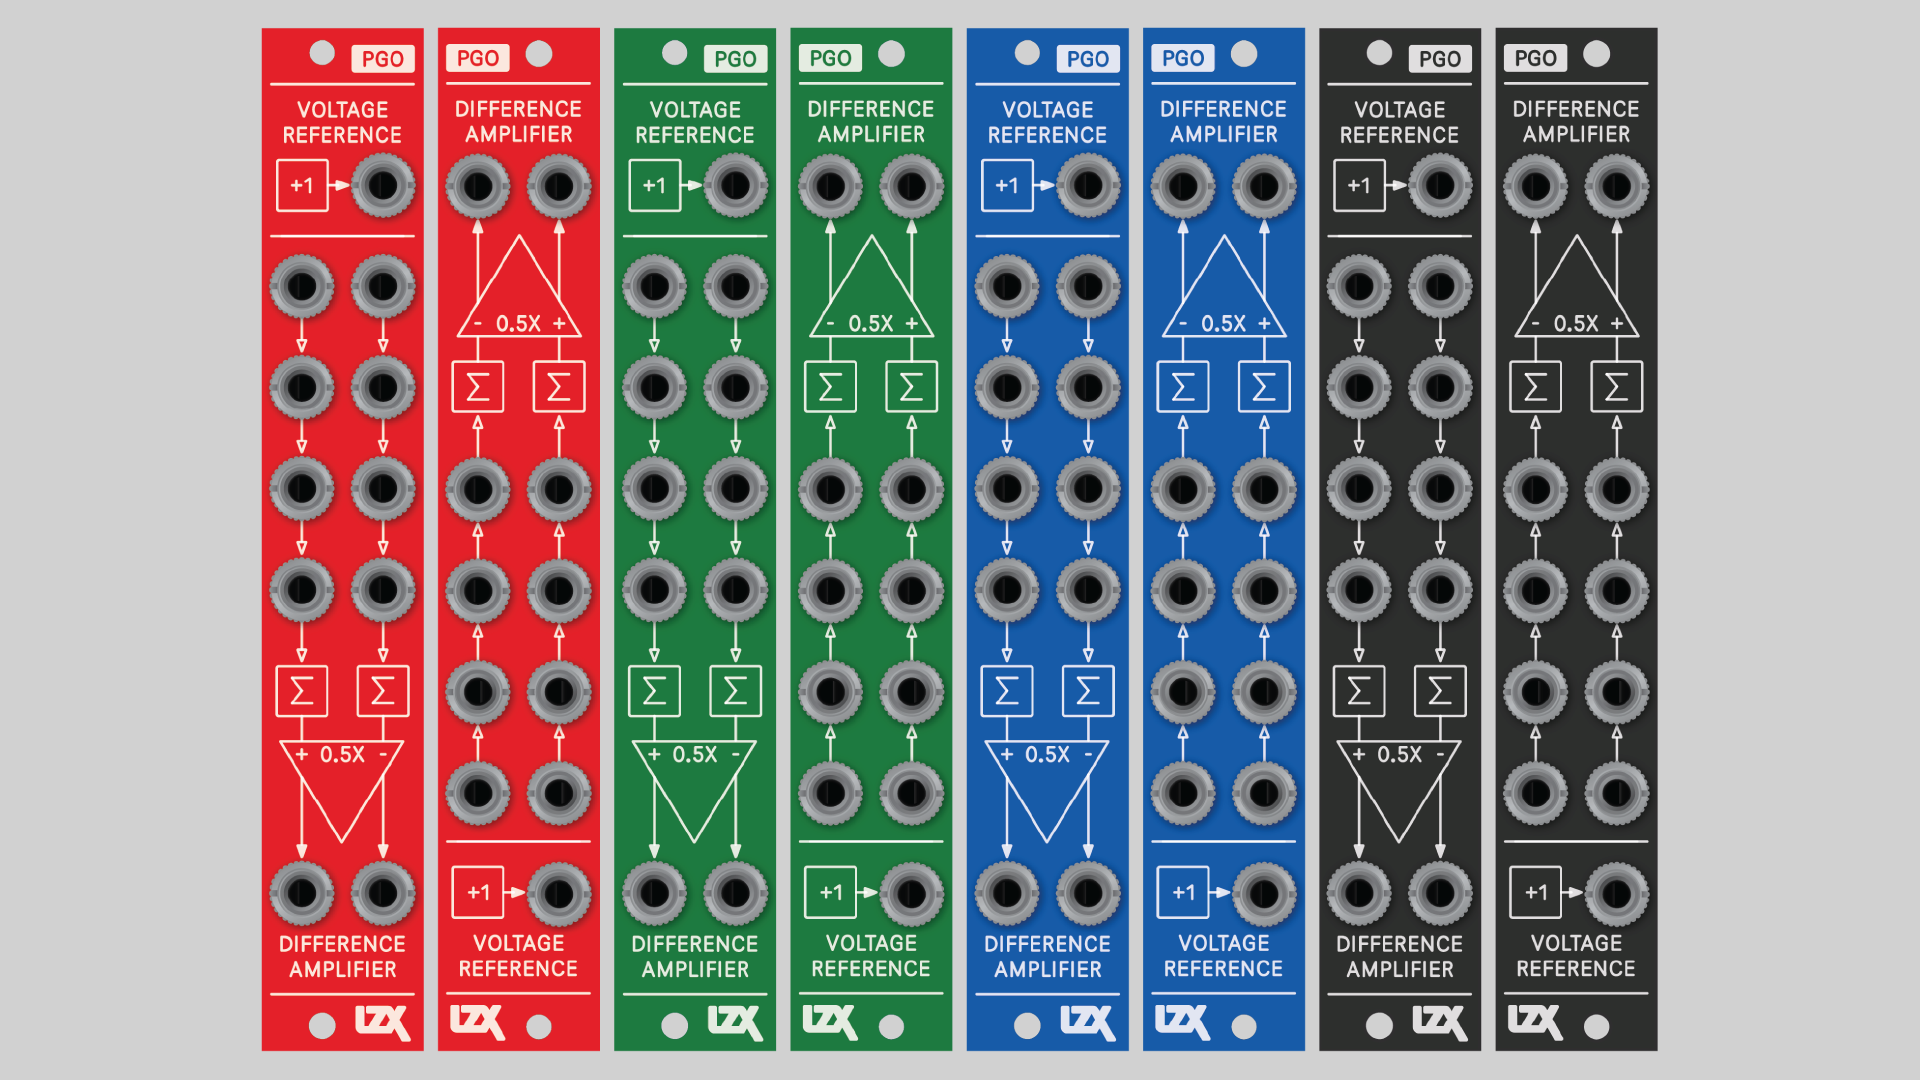 PGO
VOLTAGE
REFERENCE
+1
Σ Σ
+ 0.5X -
DIFFERENCE
AMPLIFIER
LZX
PGO
DIFFERENCE
AMPLIFIER
- 0.5X +
Σ Σ
+1
VOLTAGE
REFERENCE
LZX
PGO
VOLTAGE
REFERENCE
+1
Σ Σ
+ 0.5X -
DIFFERENCE
AMPLIFIER
LZX
PGO
DIFFERENCE
AMPLIFIER
- 0.5X +
Σ Σ
+1
VOLTAGE
REFERENCE
LZX
PGO
VOLTAGE
REFERENCE
+1
Σ Σ
+ 0.5X -
DIFFERENCE
AMPLIFIER
LZX
PGO
DIFFERENCE
AMPLIFIER
- 0.5X +
Σ Σ
+1
VOLTAGE
REFERENCE
LZX
PGO
VOLTAGE
REFERENCE
+1
Σ Σ
+ 0.5X -
DIFFERENCE
AMPLIFIER
LZX
PGO
DIFFERENCE
AMPLIFIER
- 0.5X +
Σ Σ
+1
VOLTAGE
REFERENCE
LZX